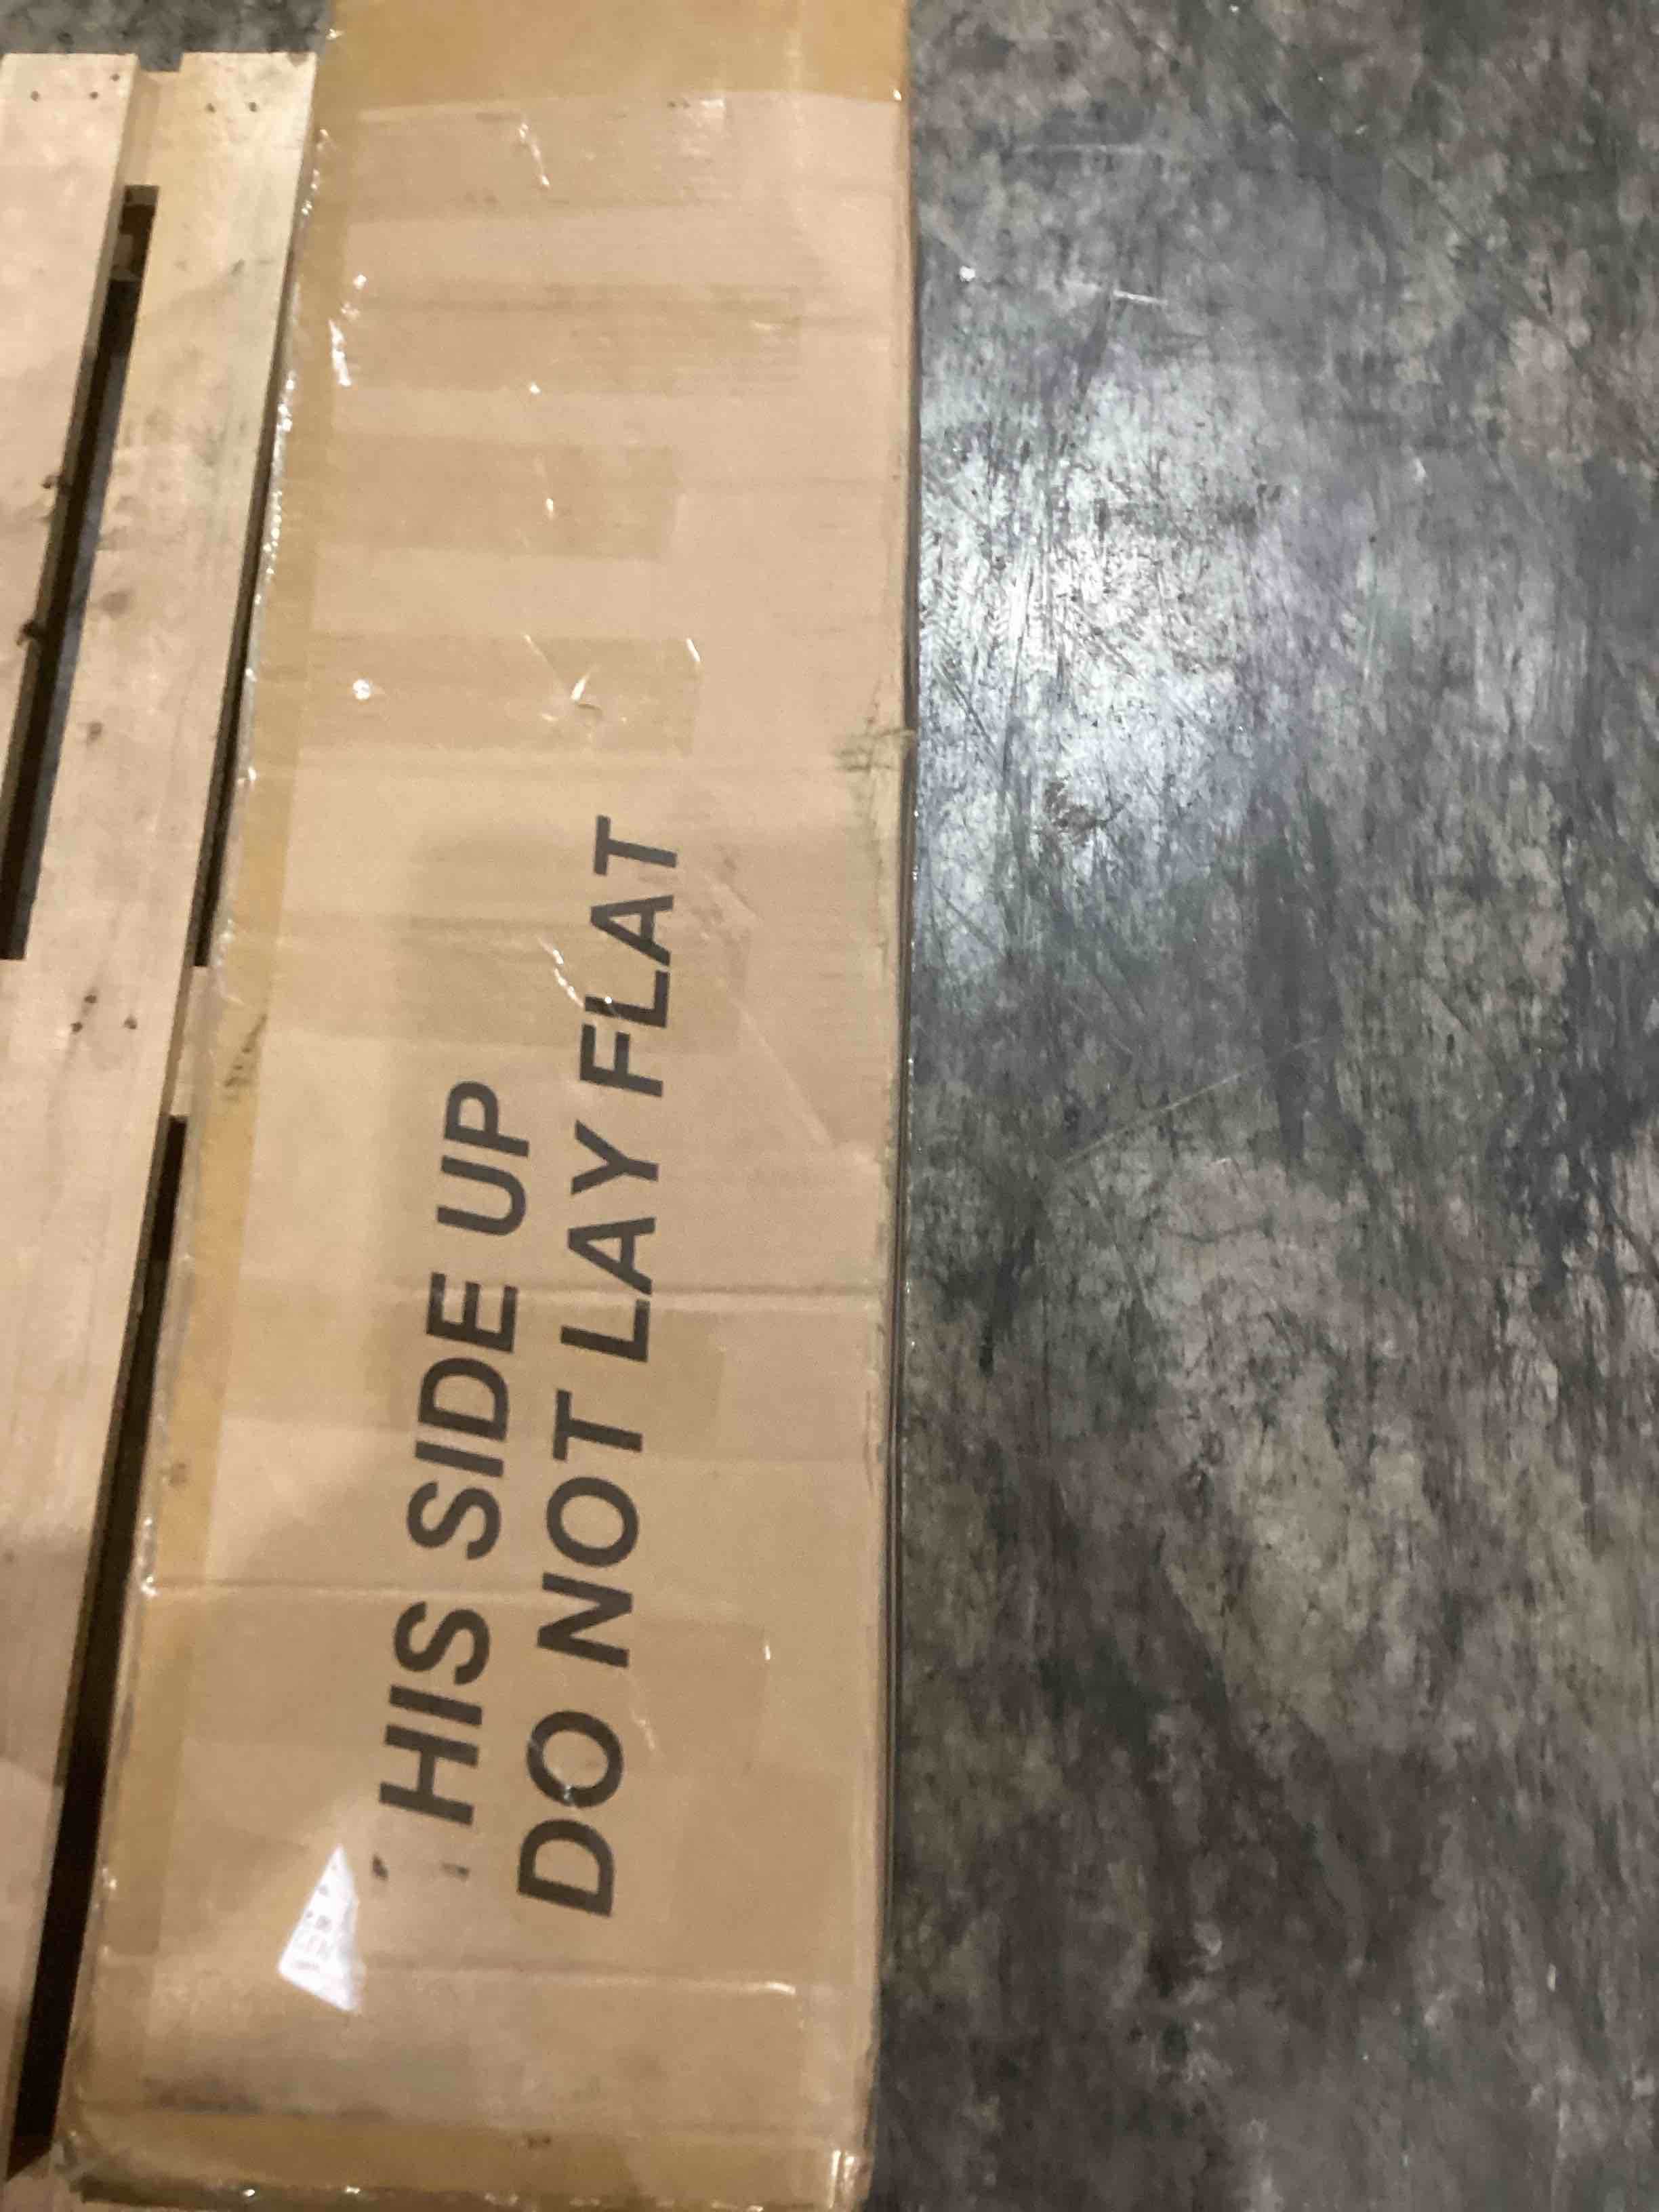 HIS SIDE UP
DO NOT LAY FLAT